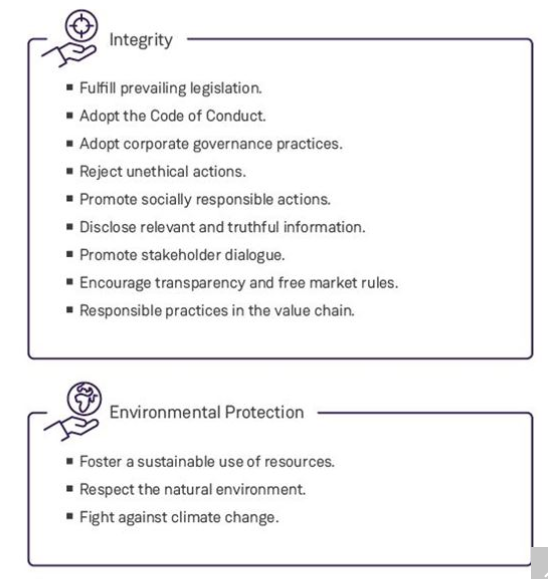 Integrity
▪ Fulfill prevailing legislation.
▪ Adopt the Code of Conduct.
▪ Adopt corporate governance practices.
▪ Reject unethical actions.
▪ Promote socially responsible actions.
▪ Disclose relevant and truthful information.
▪ Promote stakeholder dialogue.
▪ Encourage transparency and free market rules.
▪ Responsible practices in the value chain.
Environmental Protection
▪ Foster a sustainable use of resources.
▪ Respect the natural environment.
▪ Fight against climate change.